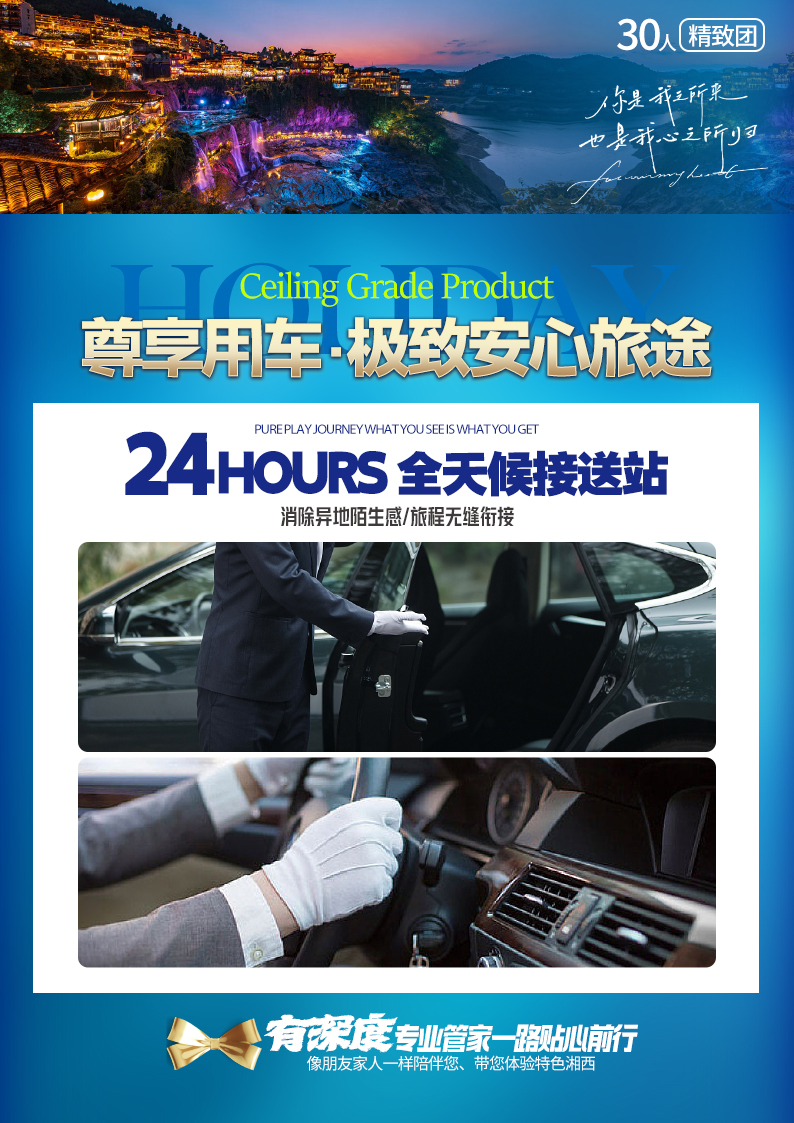 30人 精致团
你是我之所来
也是我心之所归
HOLIDAY
Ceiling Grade Product
尊享用车·极致安心旅途
PURE PLAY JOURNEY WHAT YOU SEE IS WHAT YOU GET
24HOURS 全天候接送站
消除异地陌生感/旅程无缝衔接
有深度 专业管家一路贴心前行
像朋友家人一样陪伴您、带您体验特色湘西